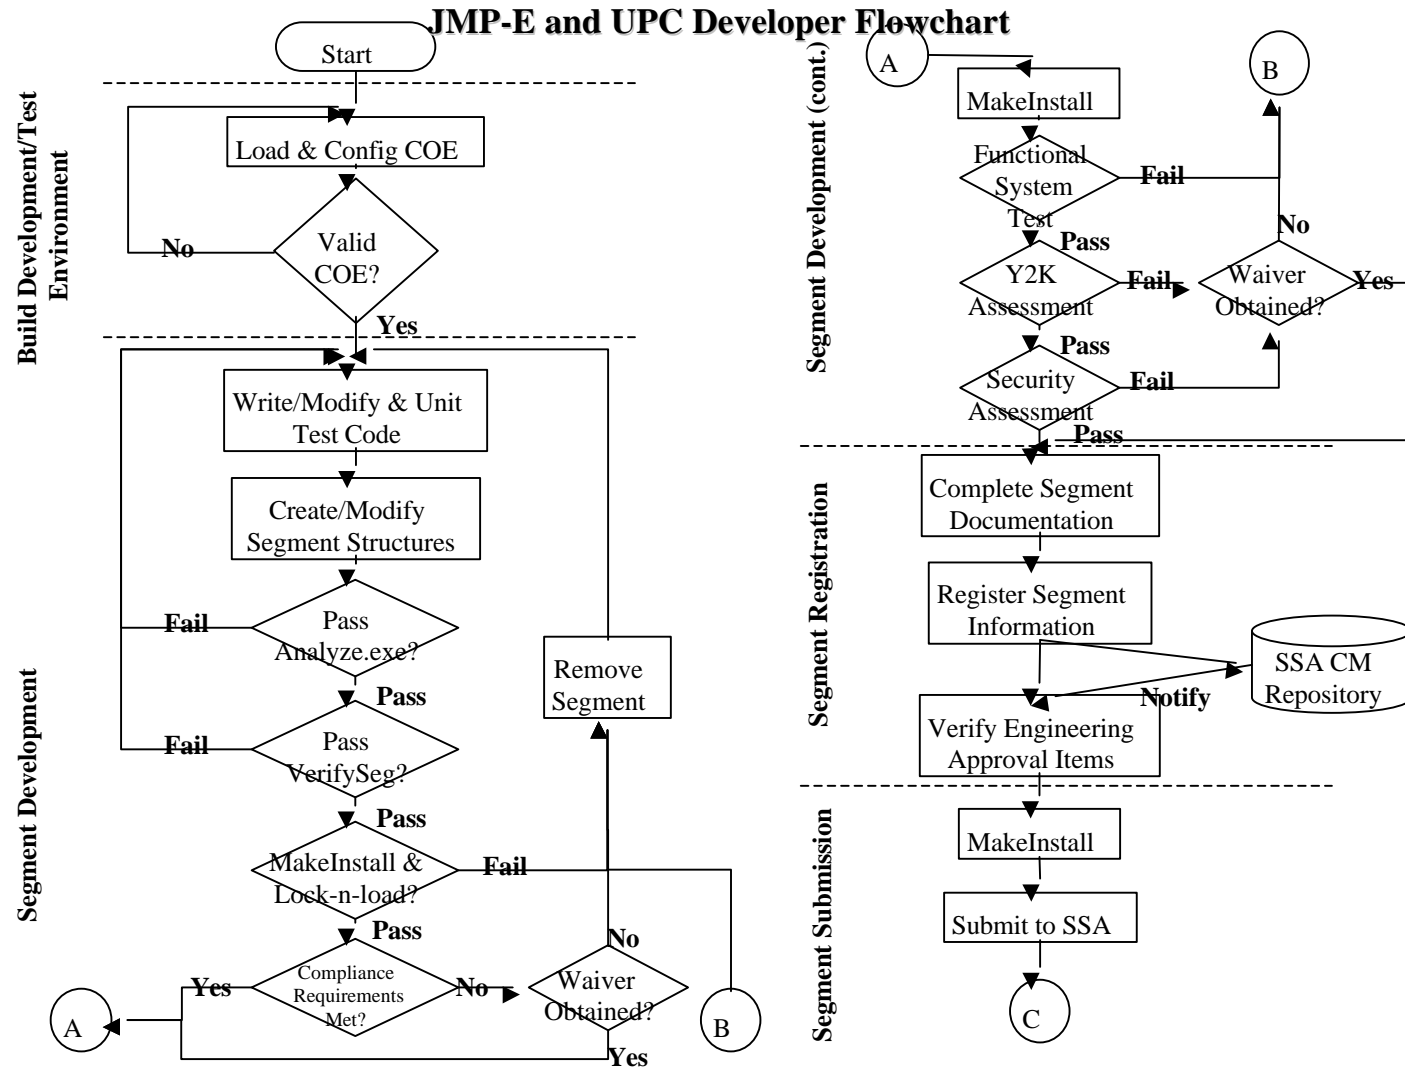 JMP-E and UPC Developer Flowchart
Start
Build Development/Test
Environment
Load & Config COE
Valid
COE?
No
Yes
Segment Development
Write/Modify & Unit
Test Code
Create/Modify
Segment Structures
Pass
Analyze.exe?
Fail
Pass
Pass
VerifySeg?
Fail
Pass
MakeInstall &
Lock-n-load?
Fail
Pass
Compliance
Requirements
Met?
Yes
No
Waiver
Obtained?
No
Yes
Remove
Segment
A
B
Segment Development (cont.)
A
B
MakeInstall
Functional
System
Test
Fail
Pass
Y2K
Assessment
Fail
Pass
Waiver
Obtained?
No
Yes
Security
Assessment
Fail
Pass
Segment Registration
Complete Segment
Documentation
Register Segment
Information
SSA CM
Repository
Notify
Verify Engineering
Approval Items
Segment Submission
MakeInstall
Submit to SSA
C